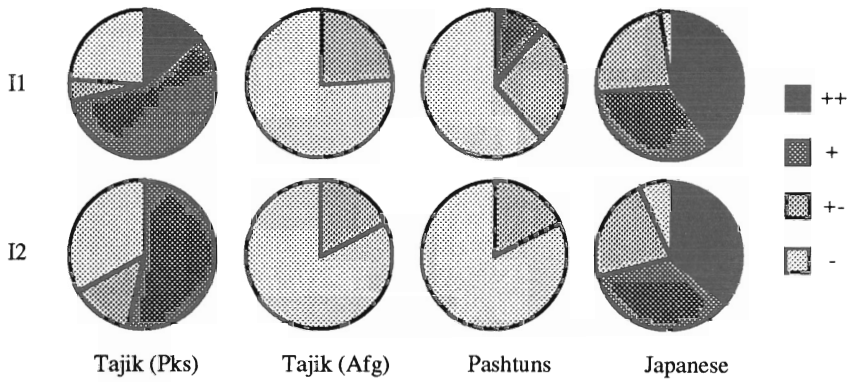 I1
++
+
+-
I2
-
Tajik (Pks) Tajik (Afg) Pashtuns Japanese